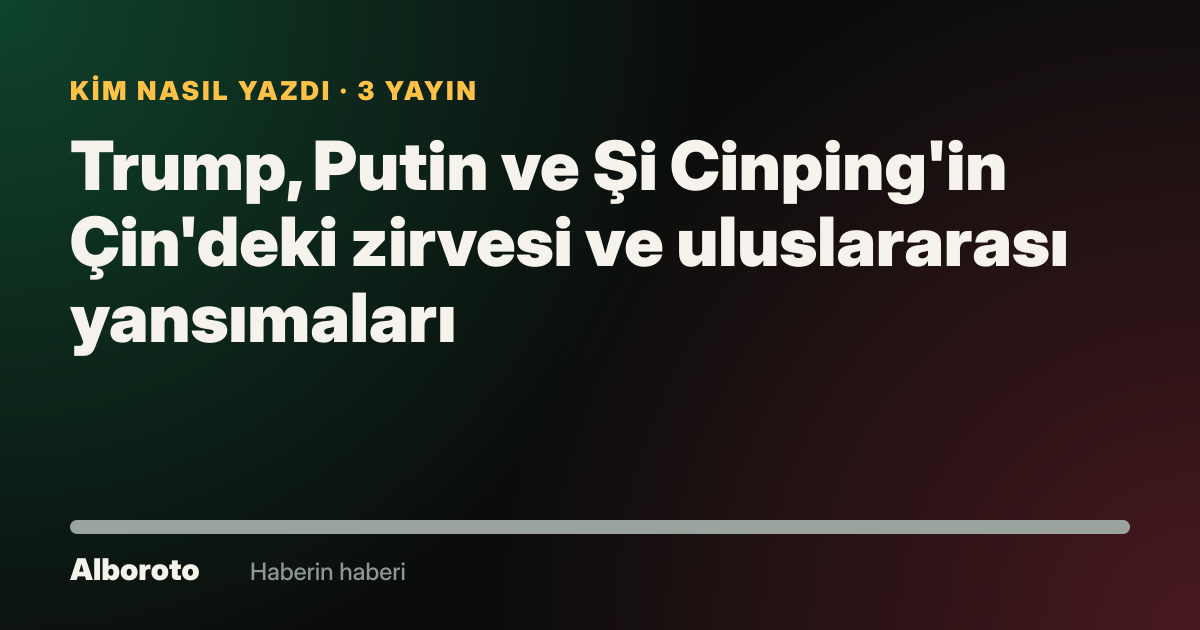 KİM NASIL YAZDI · 3 YAYIN
Trump, Putin ve Şi Cinping'in
Çin'deki zirvesi ve uluslararası
yansımaları
Alboroto
Haberin haberi